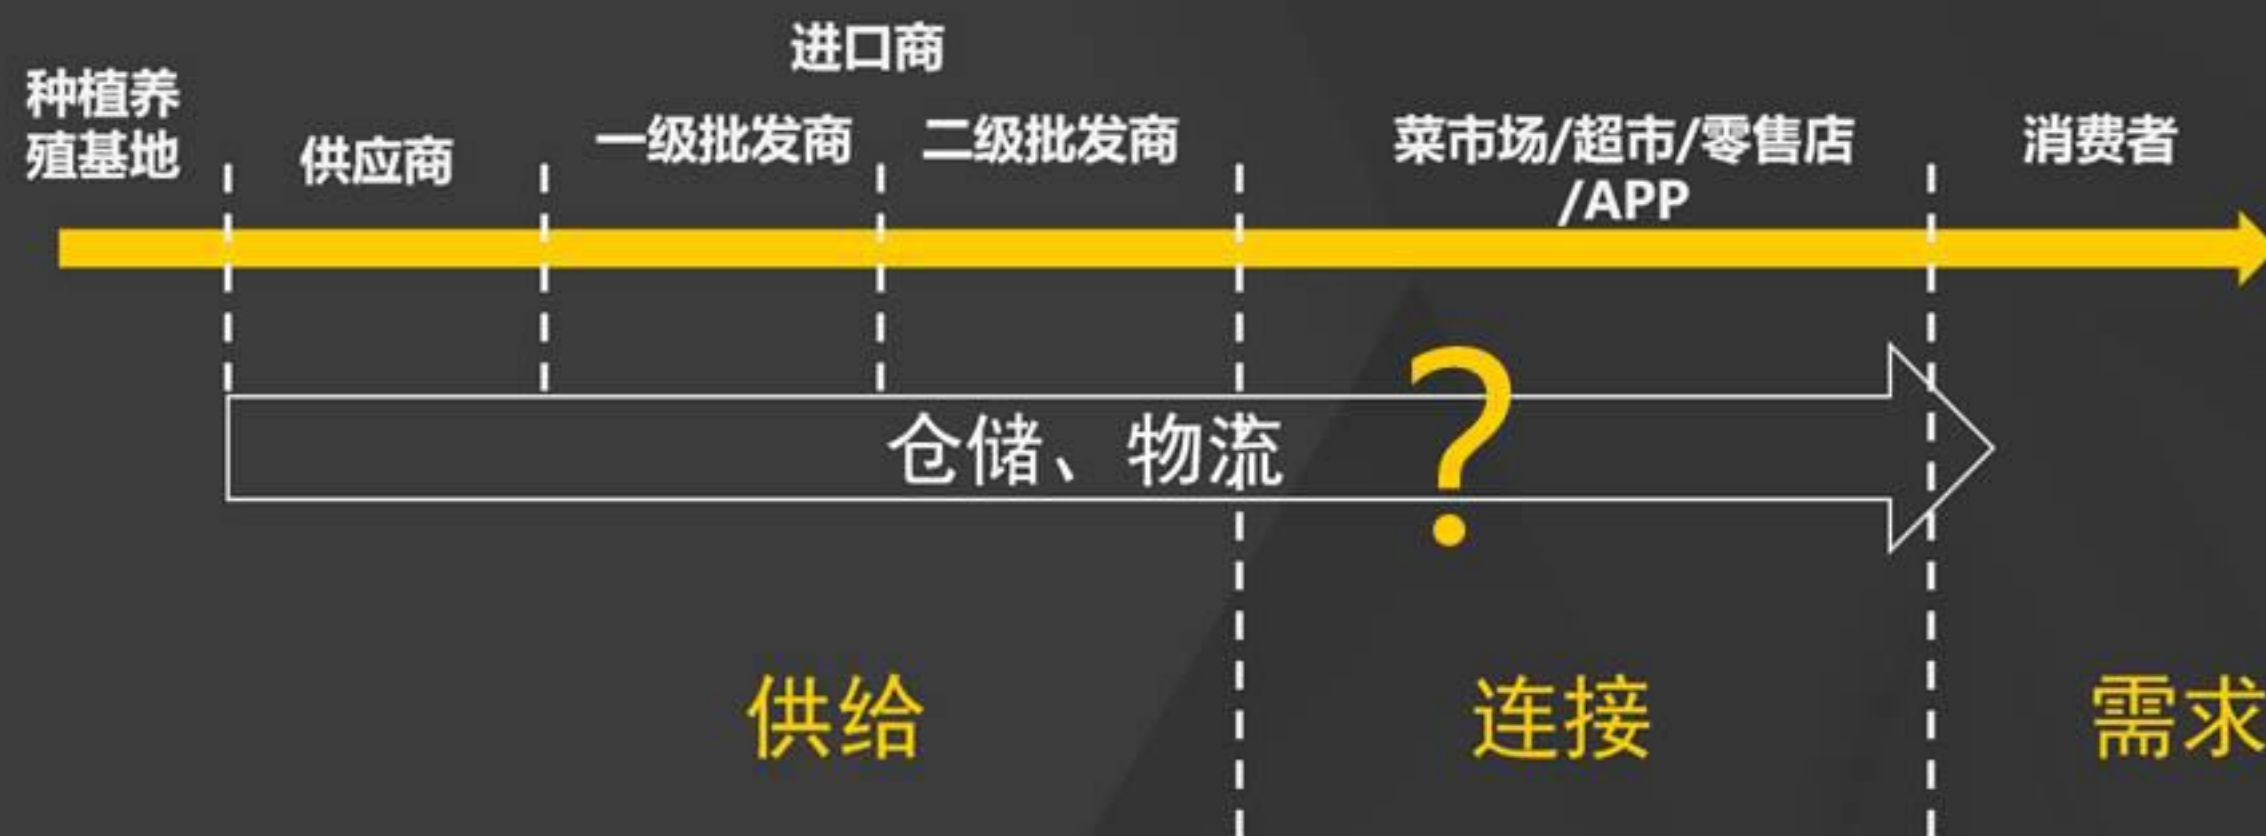 进口商
种植养
殖基地
供应商
一级批发商
二级批发商
菜市场/超市/零售店
/APP
消费者
仓储、物流
?
供给
连接
需求